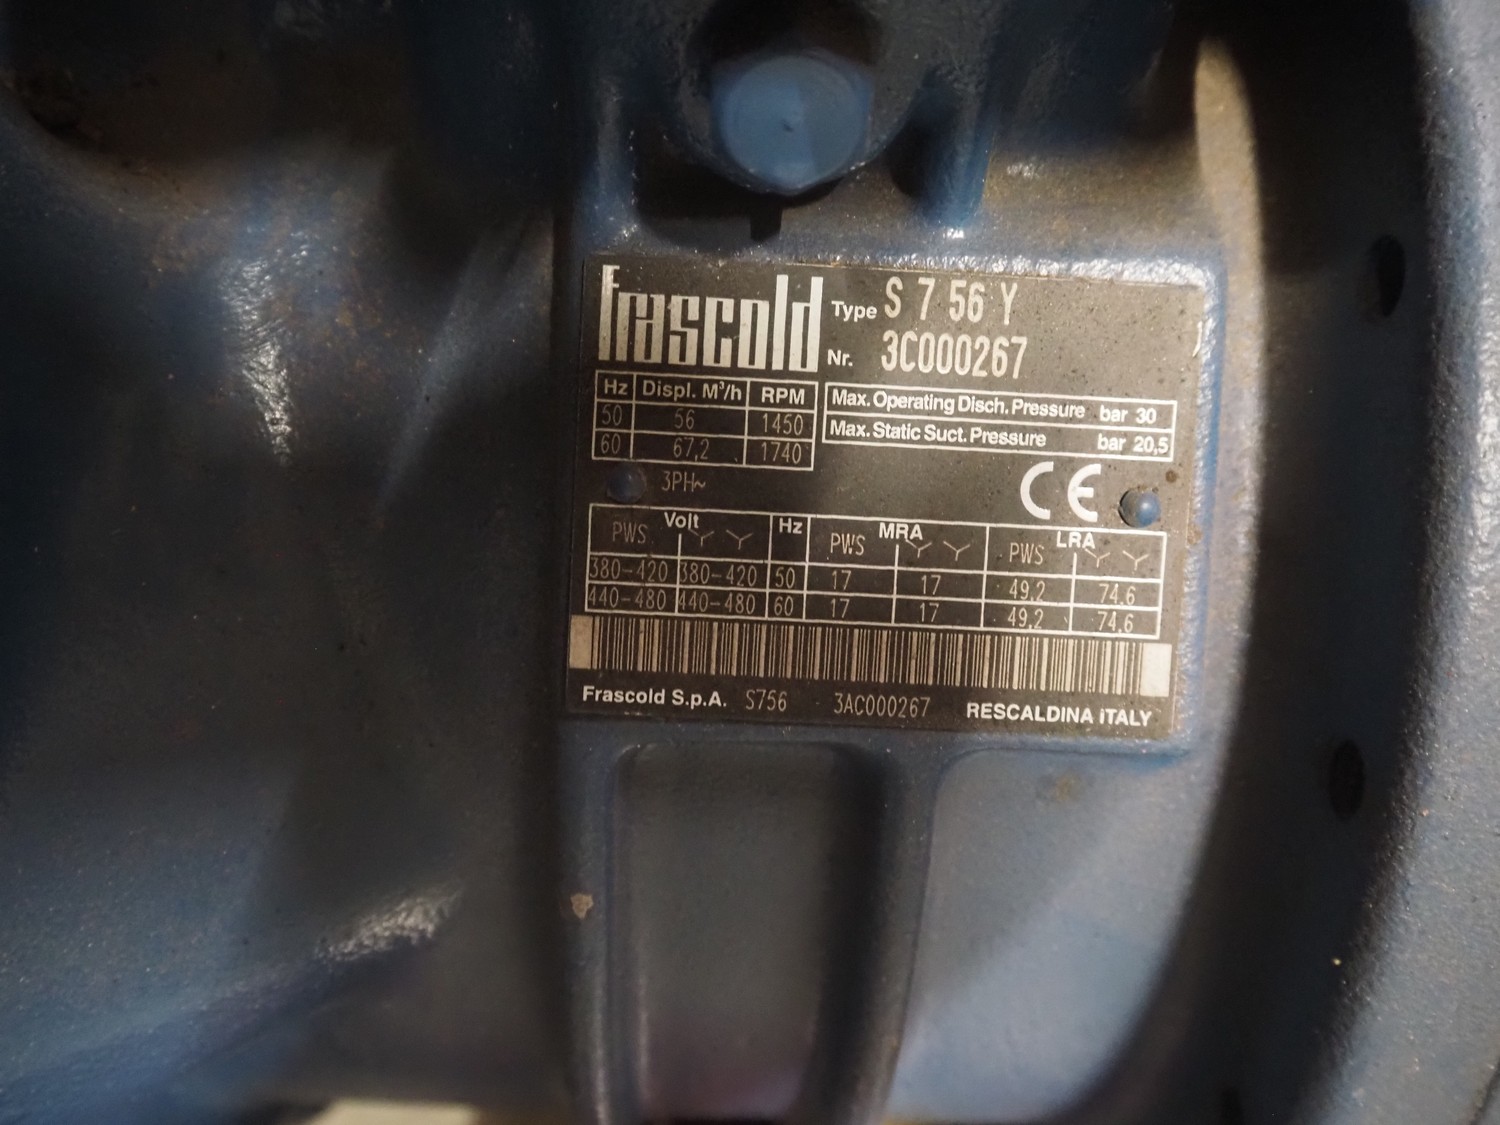 frascold
Type S 7 56 Y
Nr. 3C000267
Hz Displ. M³/h RPM
50 56 1450
60 67,2 1740
Max. Operating Disch. Pressure bar 30
Max. Static Suct. Pressure bar 20,5
3PH~
CE
Volt Hz MRA LRA
PWS YY PWS YY PWS YY
380-420 380-420 50 17 17 49.2 74.6
440-480 440-480 60 17 17 49.2 74.6
Frascold S.p.A. S756 3AC000267 RESCALDINA ITALY